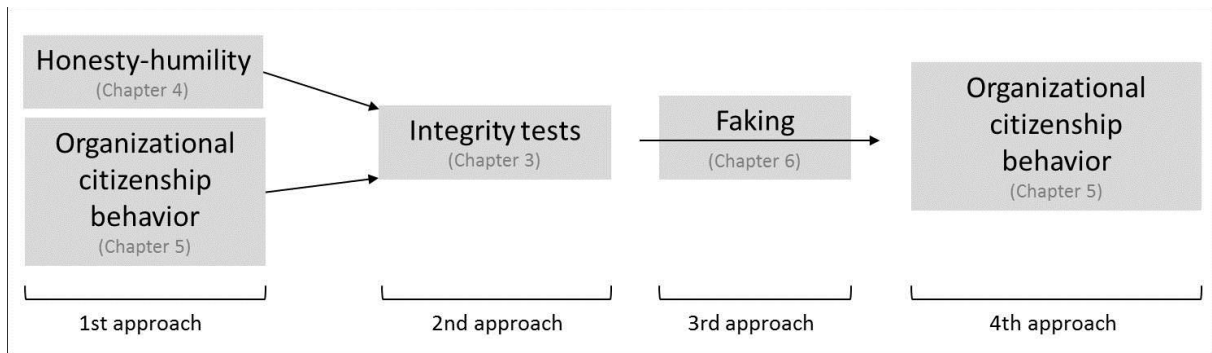 Honesty-humility
(Chapter 4)
Organizational
citizenship
behavior
(Chapter 5)
Integrity tests
(Chapter 3)
Faking
(Chapter 6)
Organizational
citizenship
behavior
(Chapter 5)
1st approach
2nd approach
3rd approach
4th approach